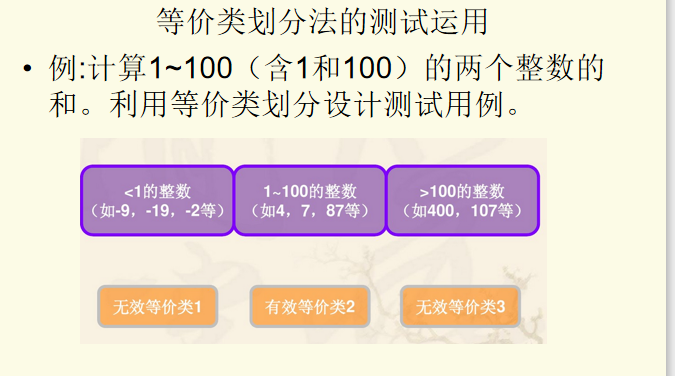 等价类划分法的测试运用
• 例:计算1~100（含1和100）的两个整数的
和。利用等价类划分设计测试用例。
<1的整数
（如-9，-19，-2等）
1~100的整数
（如4，7，87等）
>100的整数
（如400，107等）
无效等价类1
有效等价类2
无效等价类3